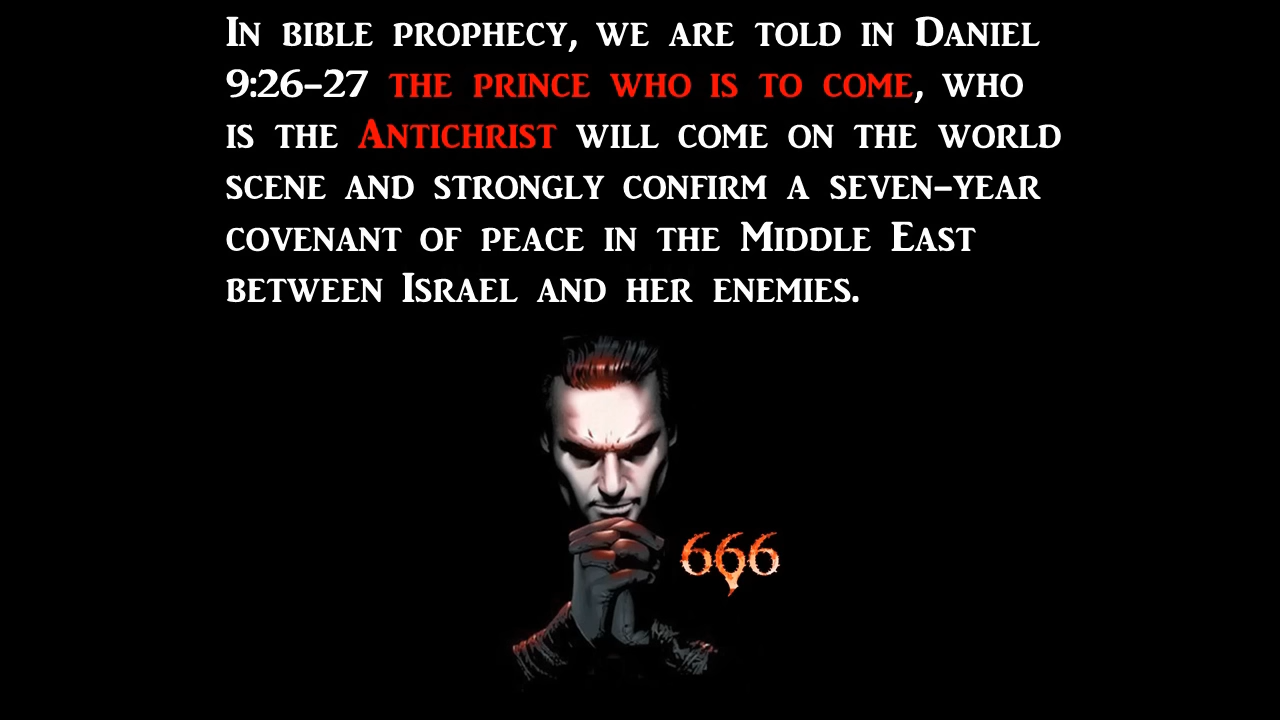 In bible prophecy, we are told in Daniel
9:26-27 the prince who is to come, who
is the Antichrist will come on the world
scene and strongly confirm a seven-year
covenant of peace in the Middle East
between Israel and her enemies.
666